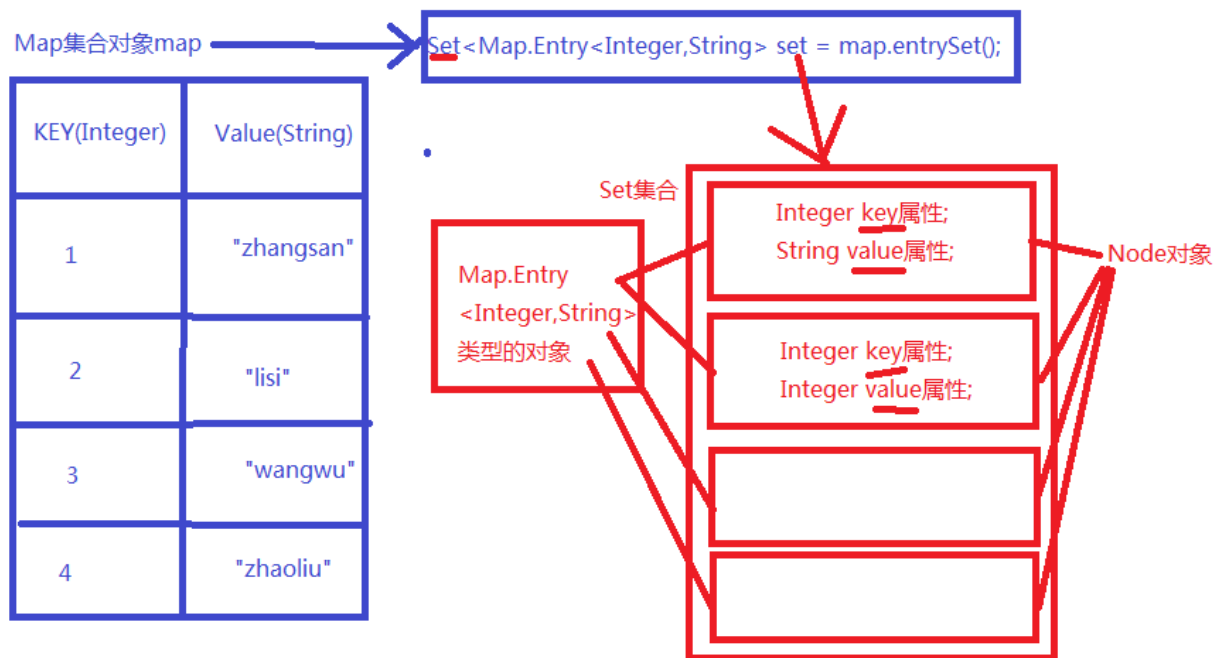 Map集合对象map
Set<Map.Entry<Integer,String> set = map.entrySet();
KEY(Integer) Value(String)
1 "zhangsan"
2 "lisi"
3 "wangwu"
4 "zhaoliu"
Set集合
Map.Entry
<Integer,String>
类型的对象
Integer key属性;
String value属性;
Integer key属性;
Integer value属性;
Node对象